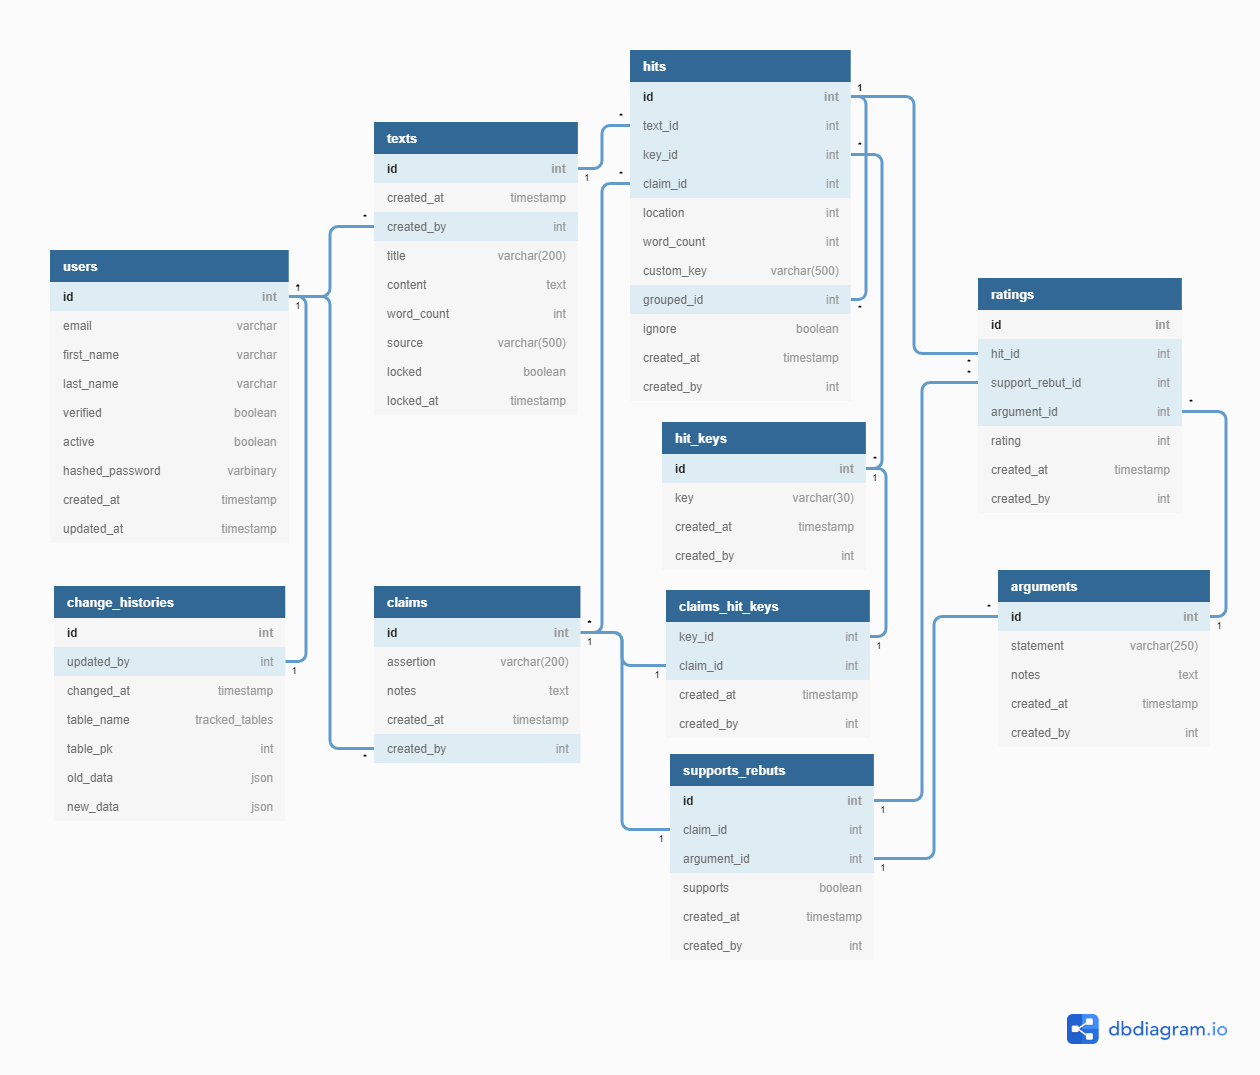 hits
id int
text_id int
key_id int
claim_id int
location int
word_count int
custom_key varchar(500)
grouped_id int
ignore boolean
created_at timestamp
created_by int
texts
id int
created_at timestamp
created_by int
title varchar(200)
content text
word_count int
source varchar(500)
locked boolean
locked_at timestamp
users
id int
email varchar
first_name varchar
last_name varchar
verified boolean
active boolean
hashed_password varbinary
created_at timestamp
updated_at timestamp
ratings
id int
hit_id int
support_rebut_id int
argument_id int
rating int
created_at timestamp
created_by int
hit_keys
id int
key varchar(30)
created_at timestamp
created_by int
change_histories
id int
updated_by int
changed_at timestamp
table_name tracked_tables
table_pk int
old_data json
new_data json
claims
id int
assertion varchar(200)
notes text
created_at timestamp
created_by int
claims_hit_keys
key_id int
claim_id int
created_at timestamp
created_by int
arguments
id int
statement varchar(250)
notes text
created_at timestamp
created_by int
supports_rebuts
id int
claim_id int
argument_id int
supports boolean
created_at timestamp
created_by int
1
*
1
*
*
*
*
1
1
*
*
*
*
1
1
*
1
1
1
*
1
*
1
1
1
*
dbdiagram.io